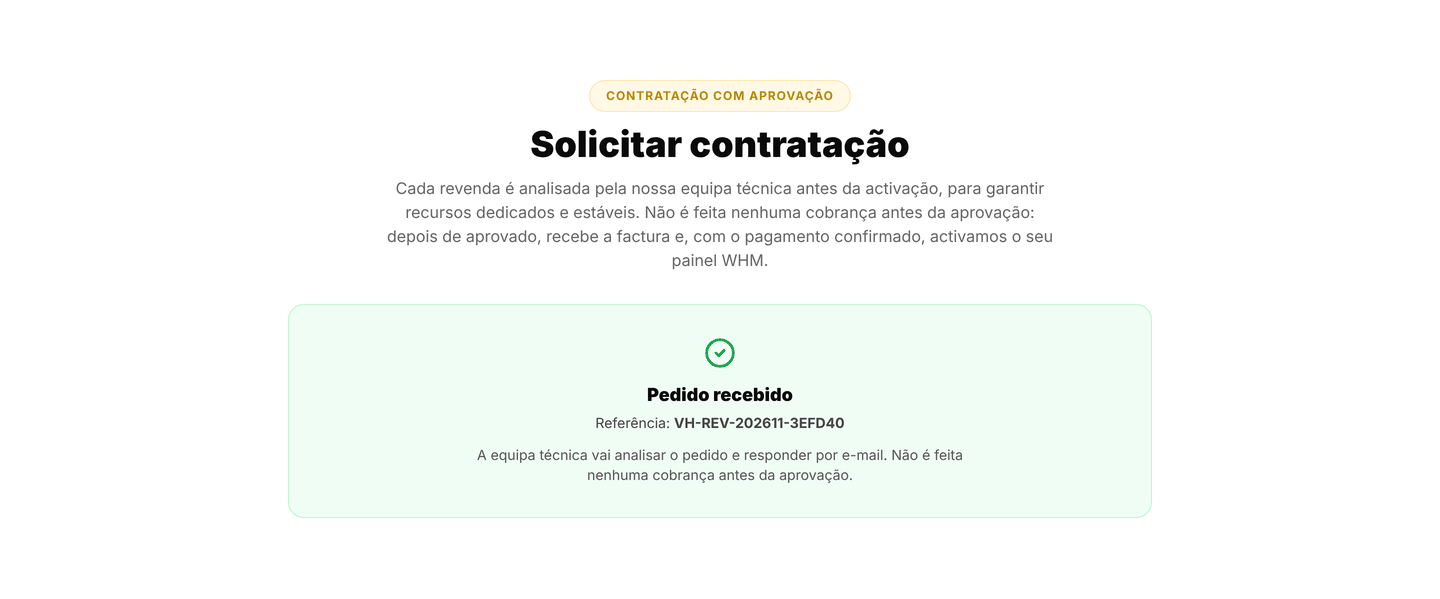 CONTRATAÇÃO COM APROVAÇÃO
Solicitar contratação
Cada revenda é analisada pela nossa equipa técnica antes da activação, para garantir
recursos dedicados e estáveis. Não é feita nenhuma cobrança antes da aprovação:
depois de aprovado, recebe a factura e, com o pagamento confirmado, activamos o seu
painel WHM.
Pedido recebido
Referência: VH-REV-202611-3EFD40
A equipa técnica vai analisar o pedido e responder por e-mail. Não é feita
nenhuma cobrança antes da aprovação.